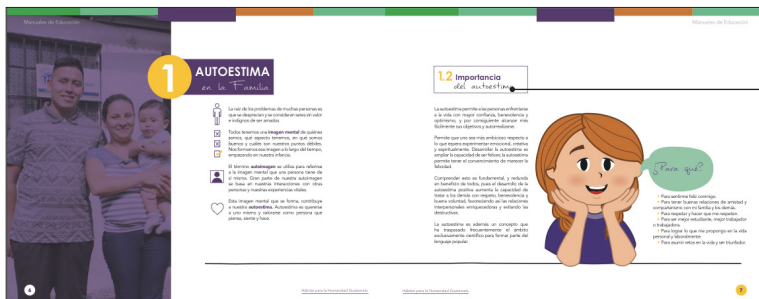 Manuales de Educación
1
AUTOESTIMA
en la Familia
La raíz de los problemas de muchas personas es
que se desprecian y se consideran seres sin valor
e indignos de ser amados.
Todos tenemos una imagen mental de quiénes
somos, qué aspecto tenemos, en qué somos
buenos y cuáles son nuestros puntos débiles.
Nos formamos esa imagen a lo largo del tiempo,
empezando en nuestra infancia.
El término autoimagen se utiliza para referirse
a la imagen mental que una persona tiene de
sí misma. Gran parte de nuestra autoimagen
se basa en nuestras interacciones con otras
personas y nuestras experiencias vitales.
Esta imagen mental que se forma, contribuye
a nuestra autoestima. Autoestima es quererse
a uno mismo y valorarse como persona que
piensa, siente y hace.
6
Hábitat para la Humanidad Guatemala
Manuales de Educación
1.2 Importancia
del autoestima
La autoestima permite a las personas enfrentarse
a la vida con mayor confianza, benevolencia y
optimismo, y por consiguiente alcanzar más
fácilmente sus objetivos y autorrealizarse.
Permite que uno sea más ambicioso respecto a
lo que espera experimentar emocional, creativa
y espiritualmente. Desarrollar la autoestima es
ampliar la capacidad de ser felices; la autoestima
permite tener el convencimiento de merecer la
felicidad.
Comprender esto es fundamental, y redunda
en beneficio de todos, pues el desarrollo de la
autoestima positiva aumenta la capacidad de
tratar a los demás con respeto, benevolencia y
buena voluntad, favoreciendo así las relaciones
interpersonales enriquecedoras y evitando las
destructivas.
La autoestima es además un concepto que
ha traspasado frecuentemente el ámbito
exclusivamente científico para formar parte del
lenguaje popular.
¿Para qué?
• Para sentirme feliz conmigo.
• Para tener buenas relaciones de amistad y
compañerismo con mi familia y los demás.
• Para respetar y hacer que me respeten.
• Para ser mejor estudiante, mejor trabajador
o trabajadora.
• Para lograr lo que me propongo en la vida
personal y laboralmente.
• Para asumir retos en la vida y ser triunfador.
Hábitat para la Humanidad Guatemala
7